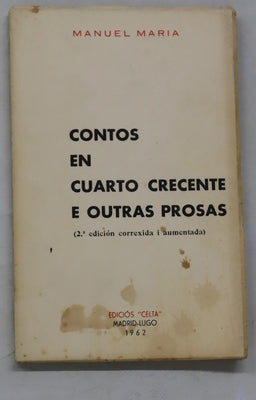 MANUEL MARIA
CONTOS
EN
CUARTO CRECENTE
E OUTRAS PROSAS
(2.ª edición correxida i aumentada)
EDICIÓS "CELTA"
MADRID-LUGO
1962